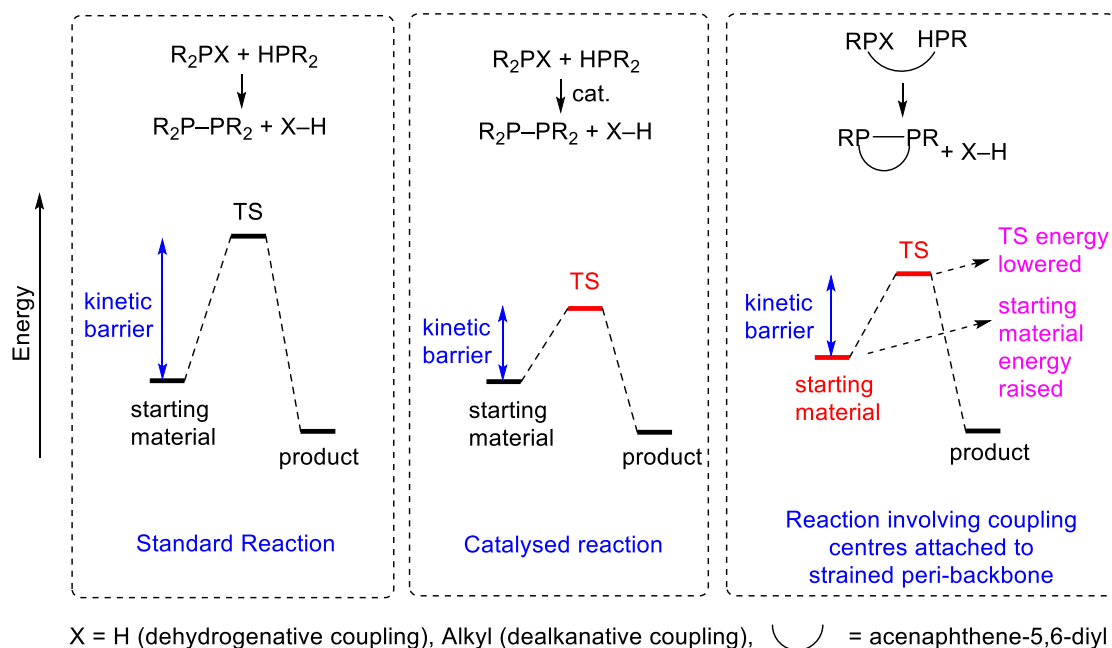 R2PX + HPR2
R2P–PR2 + X–H
Energy
TS
kinetic
barrier
starting
material
product
Standard Reaction
R2PX + HPR2
cat.
R2P–PR2 + X–H
TS
kinetic
barrier
starting
material
product
Catalysed reaction
RPX HPR
RP–PR + X–H
TS
TS energy
lowered
kinetic
barrier
starting
material
energy
raised
starting
material
product
Reaction involving coupling
centres attached to
strained peri-backbone
X = H (dehydrogenative coupling), Alkyl (dealkanative coupling), = acenaphthene-5,6-diyl